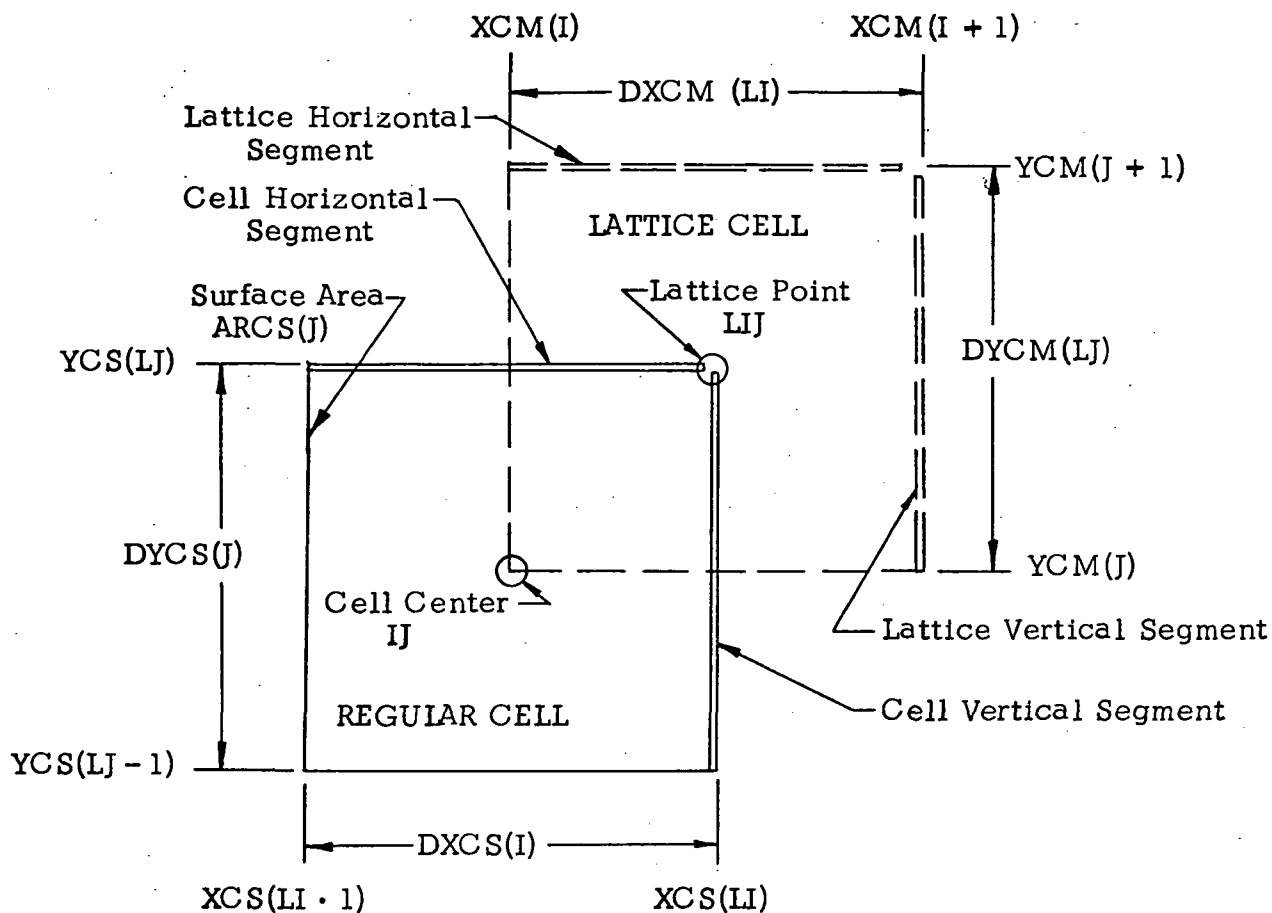 XCM(I)
XCM(I + 1)
DXCM (LI)
Lattice Horizontal
Segment
YCM(J + 1)
Cell Horizontal
Segment
LATTICE CELL
Surface Area
ARCS(J)
Lattice Point
LIJ
YCS(LJ)
DYCM(LJ)
DYCS(J)
YCM(J)
Cell Center
IJ
Lattice Vertical Segment
REGULAR CELL
Cell Vertical Segment
YCS(LJ-1)
DXCS(I)
XCS(LI · 1)
XCS(LI)